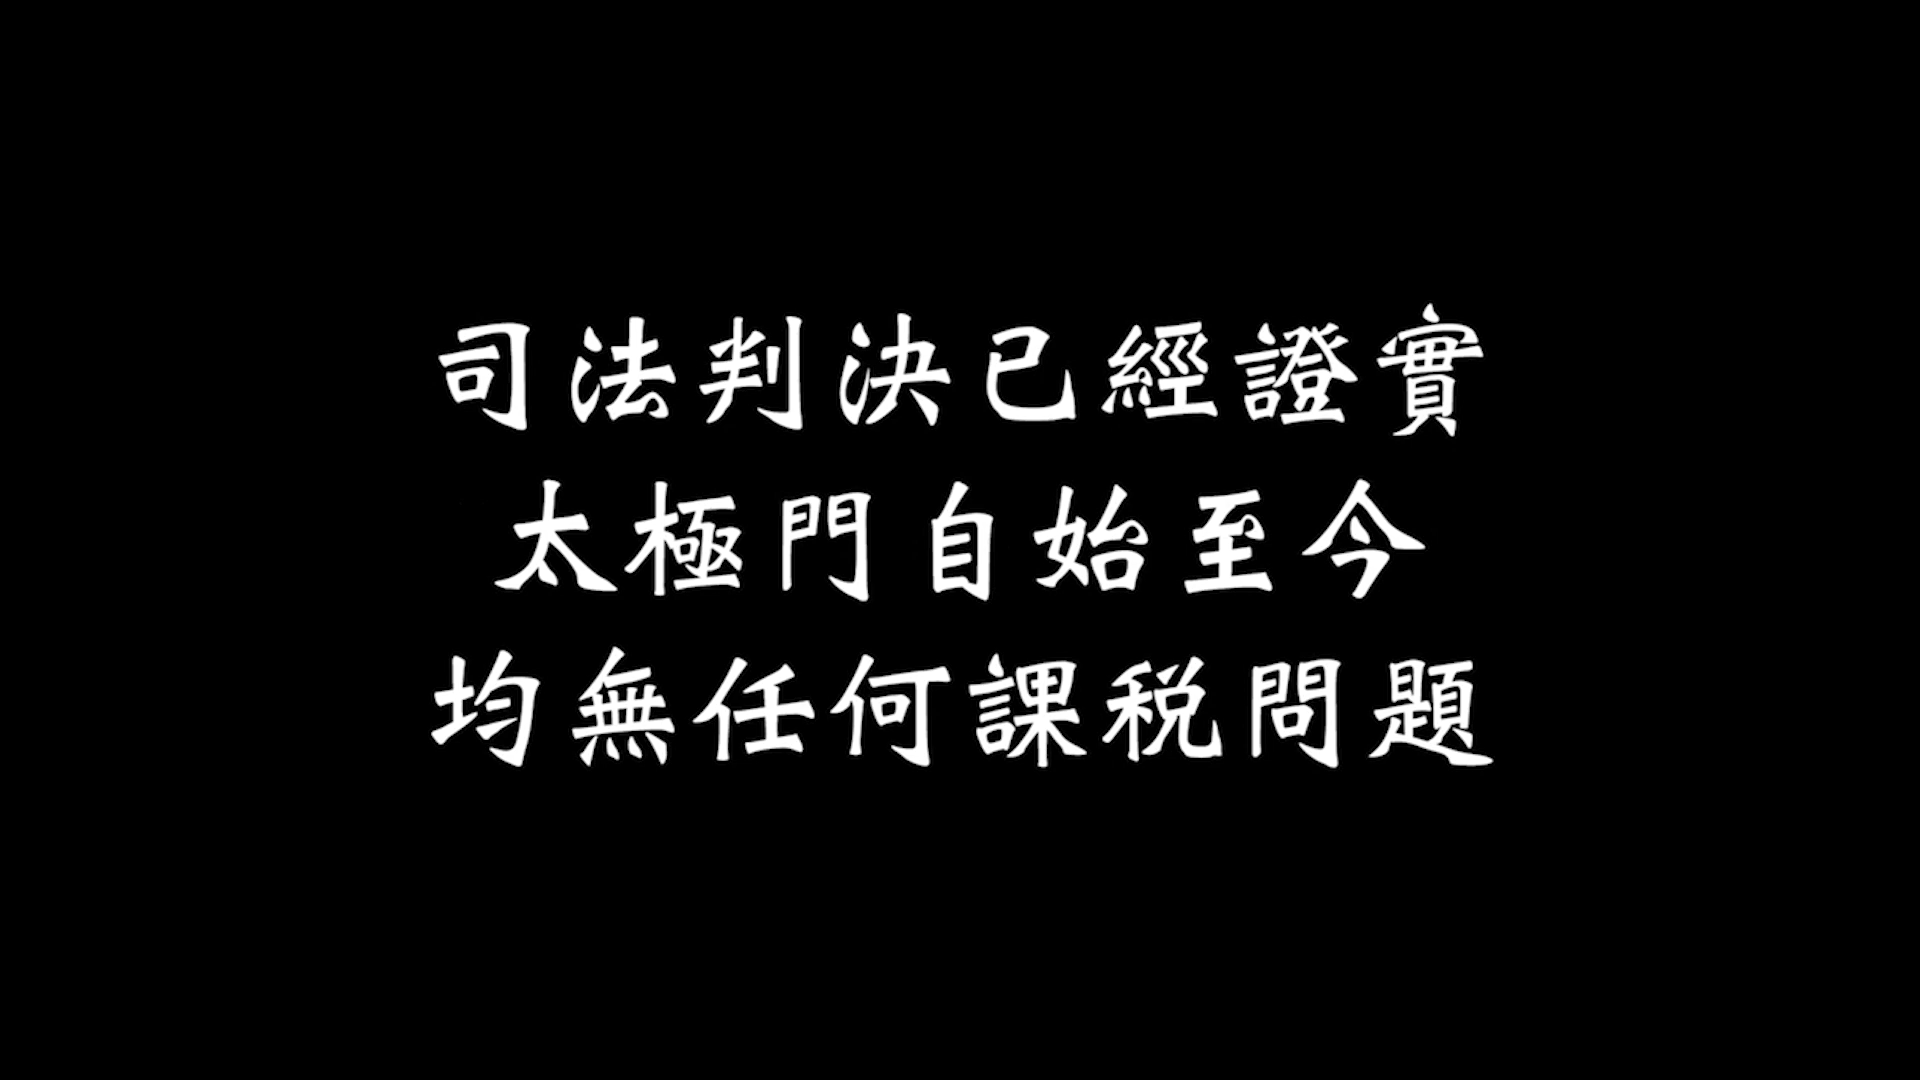 司法判決已經證實
太極門自始至今
均無任何課稅問題